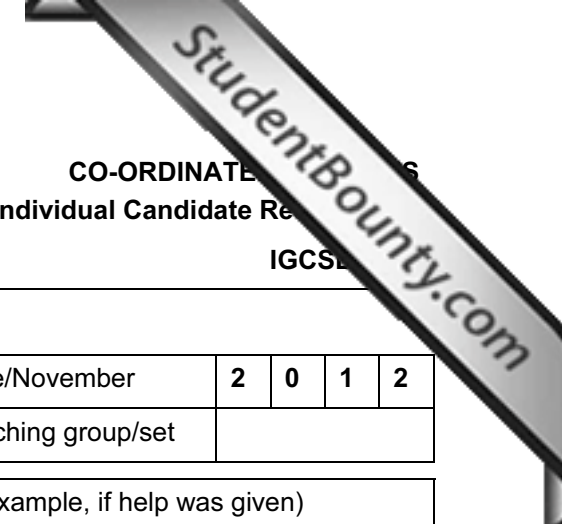 StudentBounty.com
CO-ORDINATE S
Individual Candidate Re
IGCS
e/November 2 0 1 2
ching group/set
xample, if help was given)